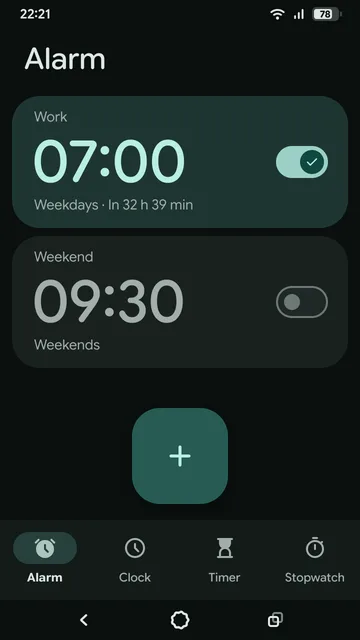 22:21
78
Alarm
Work
07:00
Weekdays · In 32 h 39 min
Weekend
09:30
Weekends
Alarm
Clock
Timer
Stopwatch